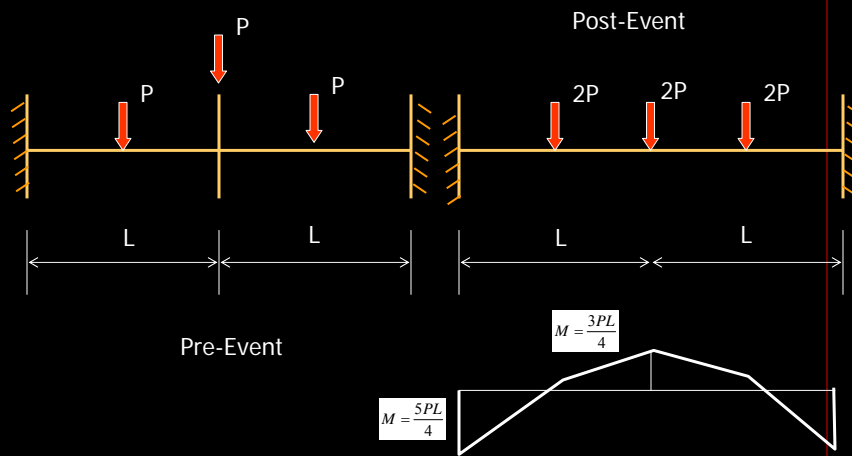 Post-Event
P
P
P
2P
2P
2P
L
L
L
L
Pre-Event
M = 3PL/4
M = 5PL/4